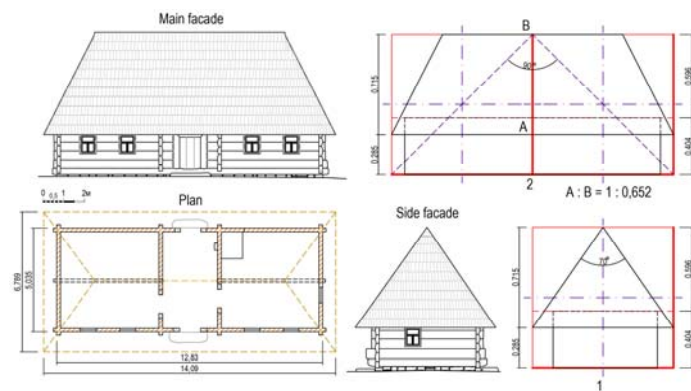 Main facade
B
90°
A
0.715
0.285
0.596
0.404
2
A : B = 1 : 0,652
0 0,5 1 2м
Plan
6,789
5,035
12,83
14,09
Side facade
70°
0.715
0.285
0.596
0.404
1